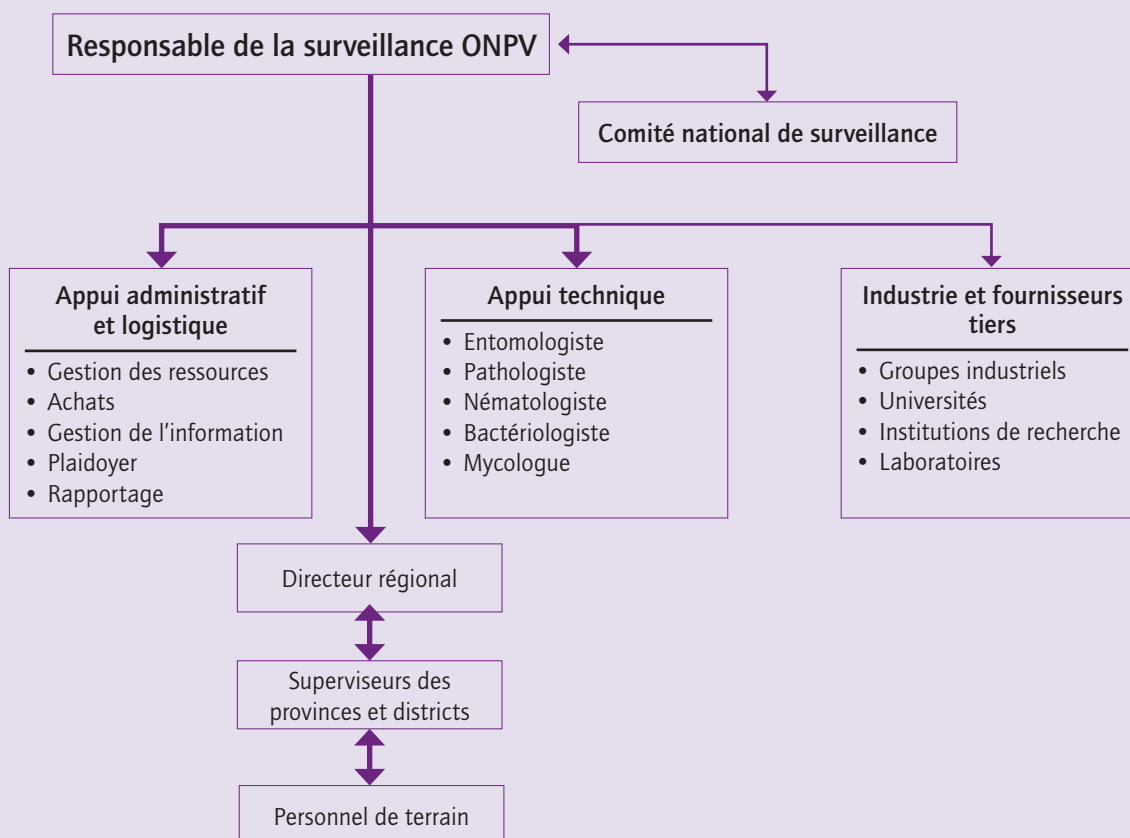 Responsable de la surveillance ONPV
Comité national de surveillance
Appui administratif
et logistique
• Gestion des ressources
• Achats
• Gestion de l'information
• Plaidoyer
• Rapportage
Appui technique
• Entomologiste
• Pathologiste
• Nématologiste
• Bactériologiste
• Mycologue
Industrie et fournisseurs
tiers
• Groupes industriels
• Universités
• Institutions de recherche
• Laboratoires
Directeur régional
Superviseurs des
provinces et districts
Personnel de terrain